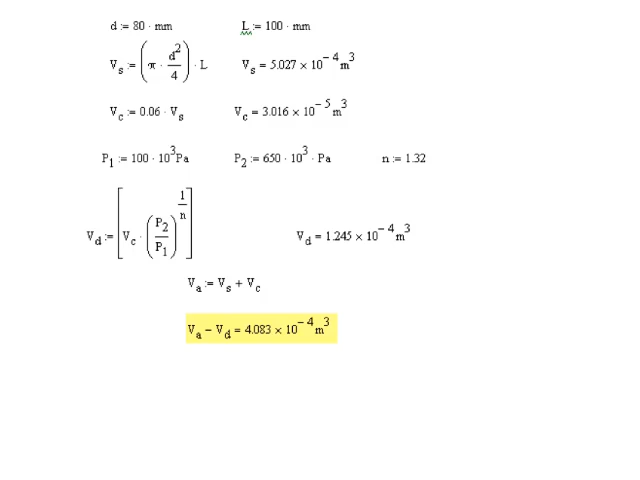 d := 80 · mm L := 100 · mm
V_s := (π · d^2/4) · L V_s = 5.027 × 10^−4 m^3
V_c := 0.06 · V_s V_c = 3.016 × 10^−5 m^3
P_1 := 100 · 10^3 Pa P_2 := 650 · 10^3 · Pa n := 1.32
V_d := [V_c · (P_2/P_1)^(1/n)] V_d = 1.245 × 10^−4 m^3
V_a := V_s + V_c
V_a − V_d = 4.083 × 10^−4 m^3